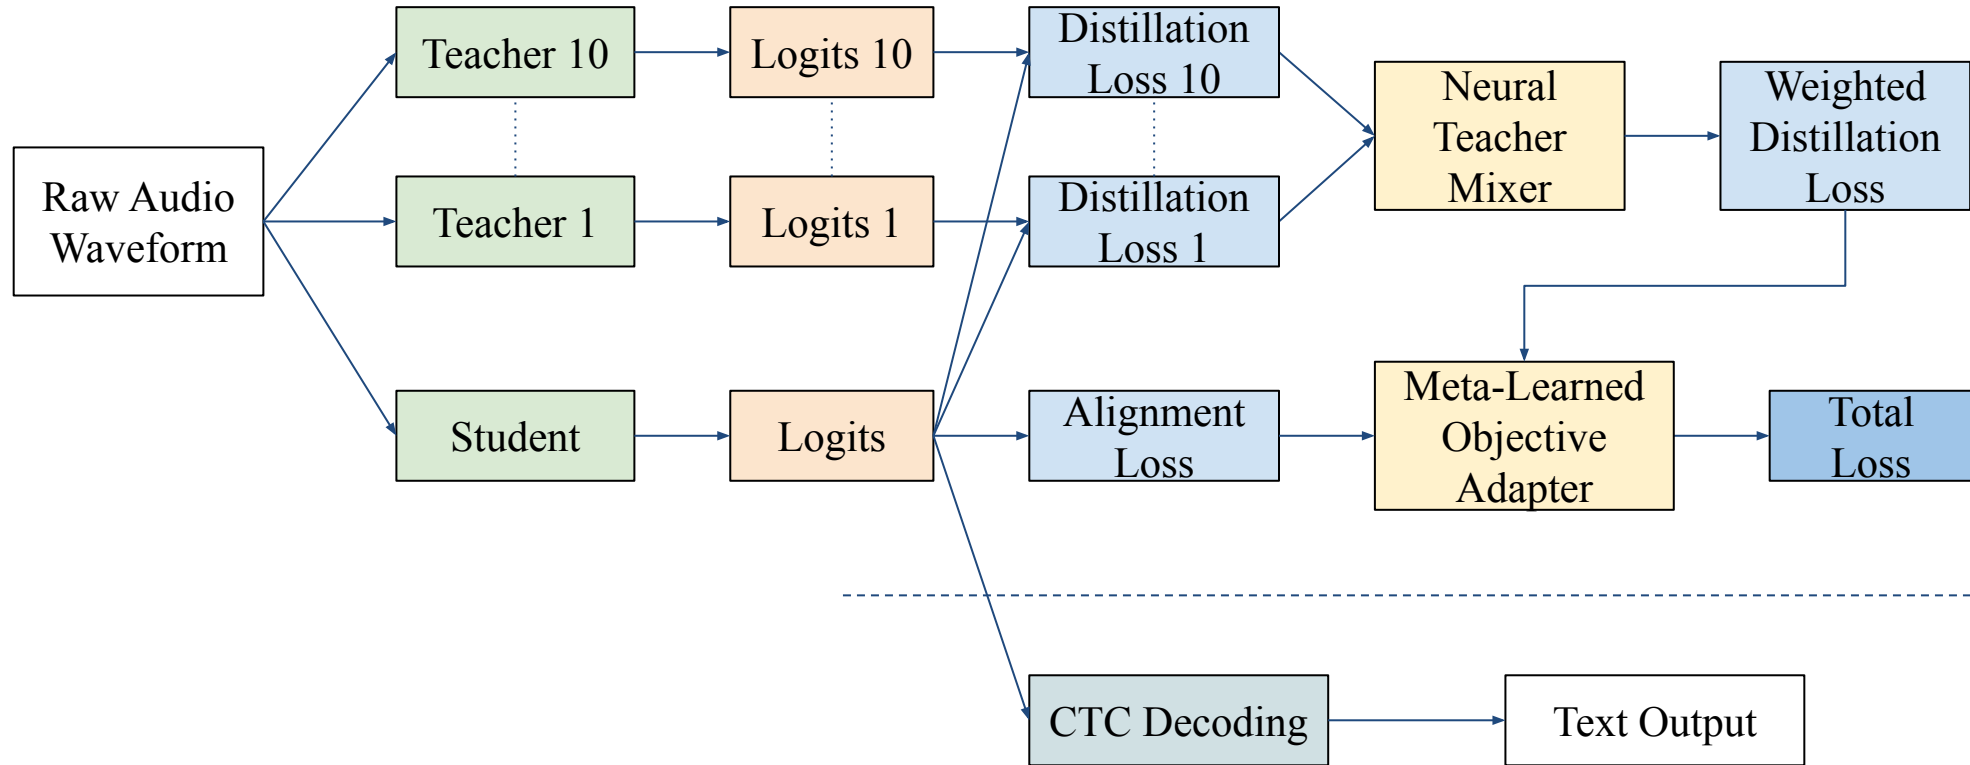 Teacher 10
Logits 10
Distillation
Loss 10
Neural
Teacher
Mixer
Weighted
Distillation
Loss
Raw Audio
Waveform
Teacher 1
Logits 1
Distillation
Loss 1
Student
Logits
Alignment
Loss
Meta-Learned
Objective
Adapter
Total
Loss
CTC Decoding
Text Output